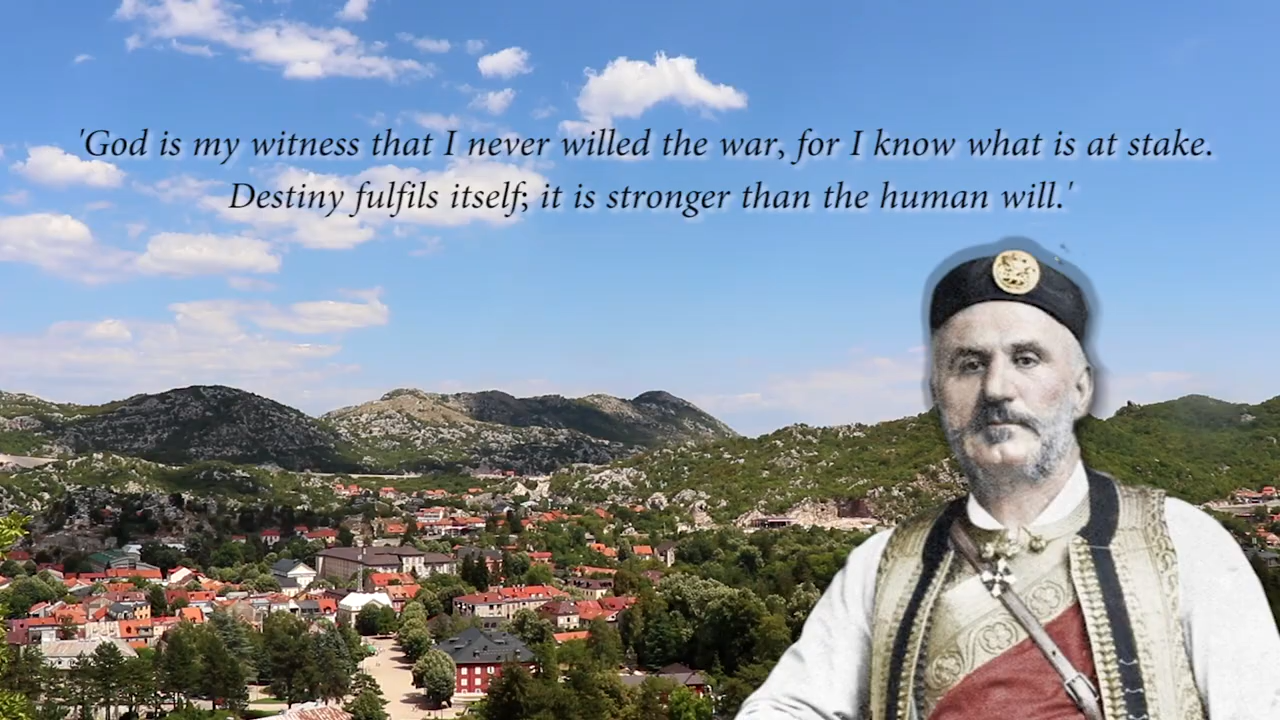 'God is my witness that I never willed the war, for I know what is at stake.
Destiny fulfils itself; it is stronger than the human will.'